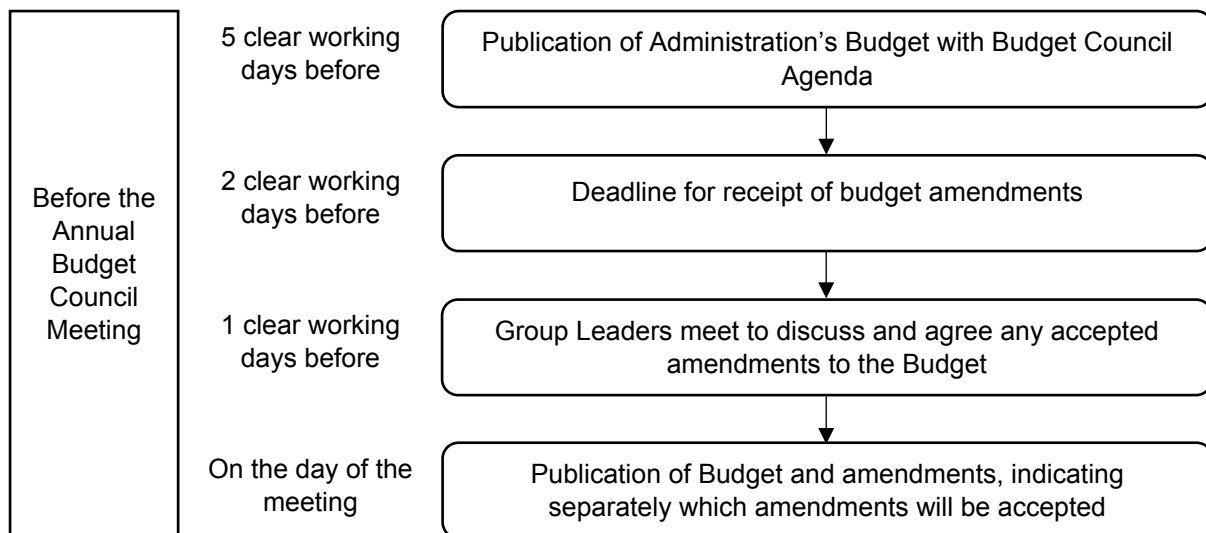 Before the
Annual
Budget
Council
Meeting
5 clear working
days before
Publication of Administration’s Budget with Budget Council
Agenda
2 clear working
days before
Deadline for receipt of budget amendments
1 clear working
days before
Group Leaders meet to discuss and agree any accepted
amendments to the Budget
On the day of the
meeting
Publication of Budget and amendments, indicating
separately which amendments will be accepted